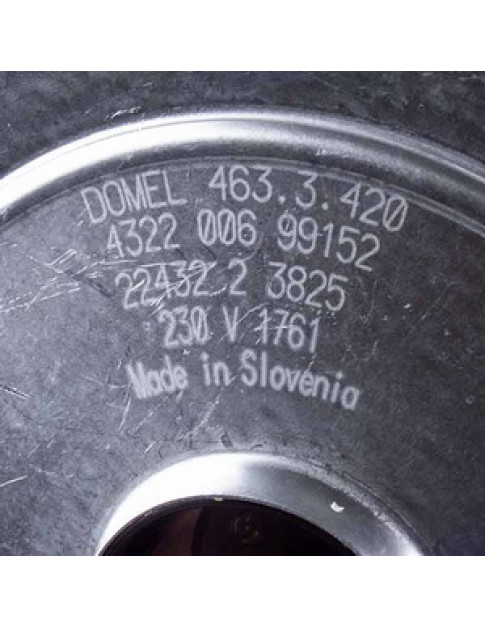 DOMEL 463.3.420
4322 006 99152
22432 2 3825
230 V 1761
Made in Slovenia